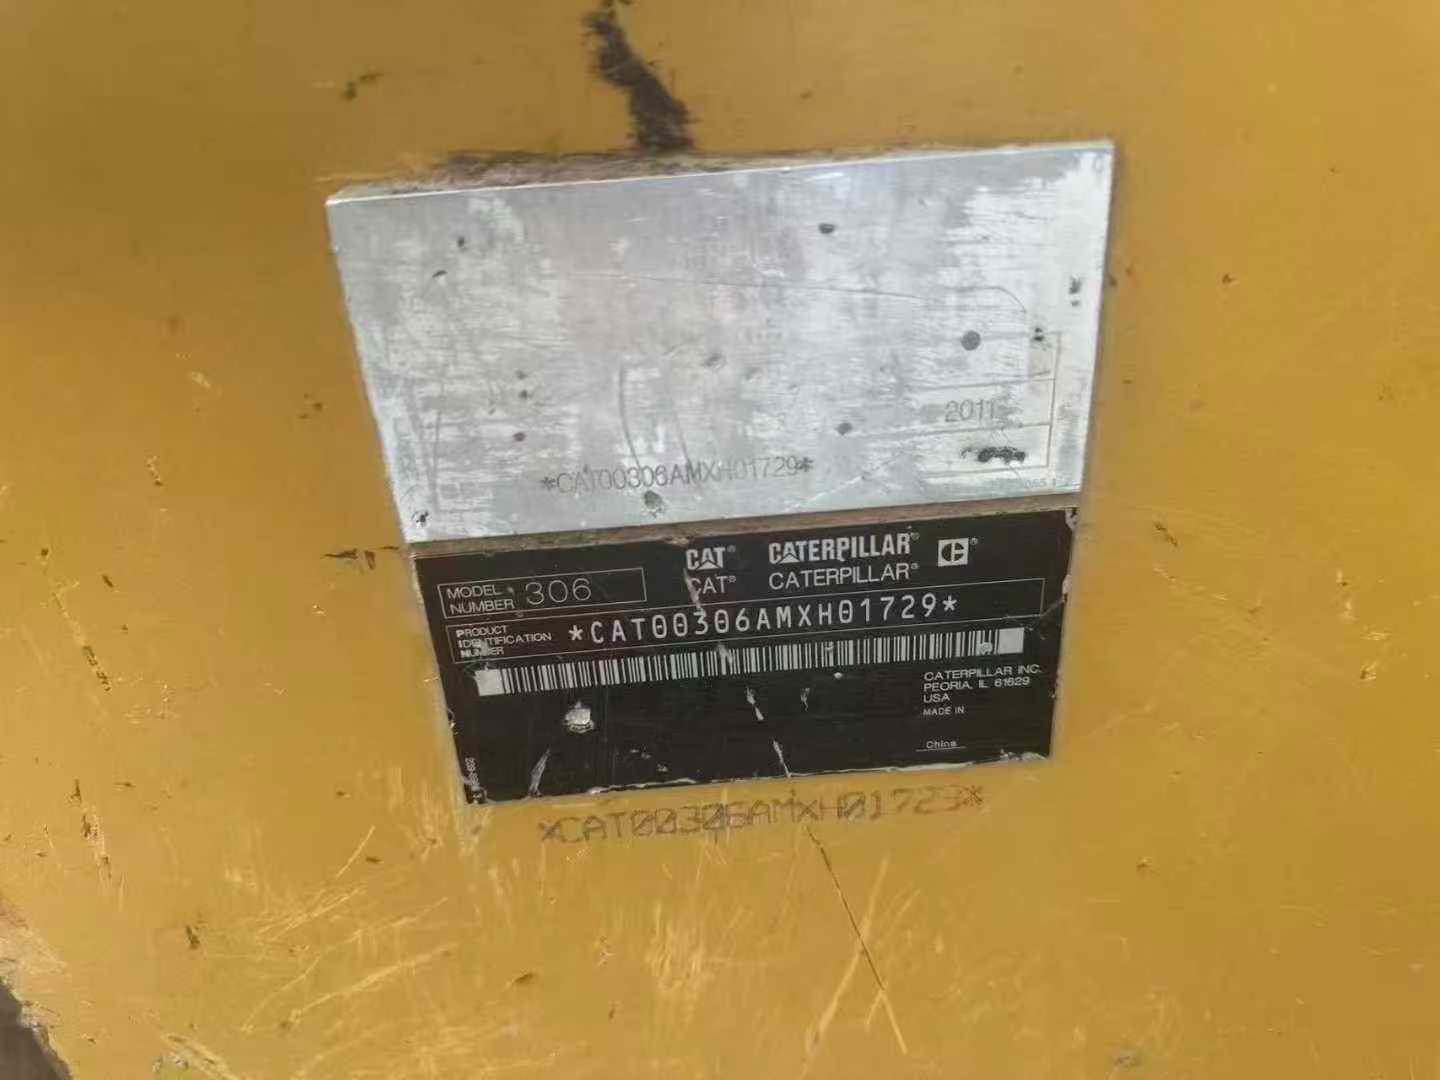 2011
*CAT00306AMXH01729*
CAT® CATERPILLAR®
CAT® CATERPILLAR®
MODEL NUMBER 306
PRODUCT IDENTIFICATION NUMBER *CAT00306AMXH01729*
CATERPILLAR INC.
PEORIA, IL 61629
USA
MADE IN
China
*CAT00306AMXH01729*